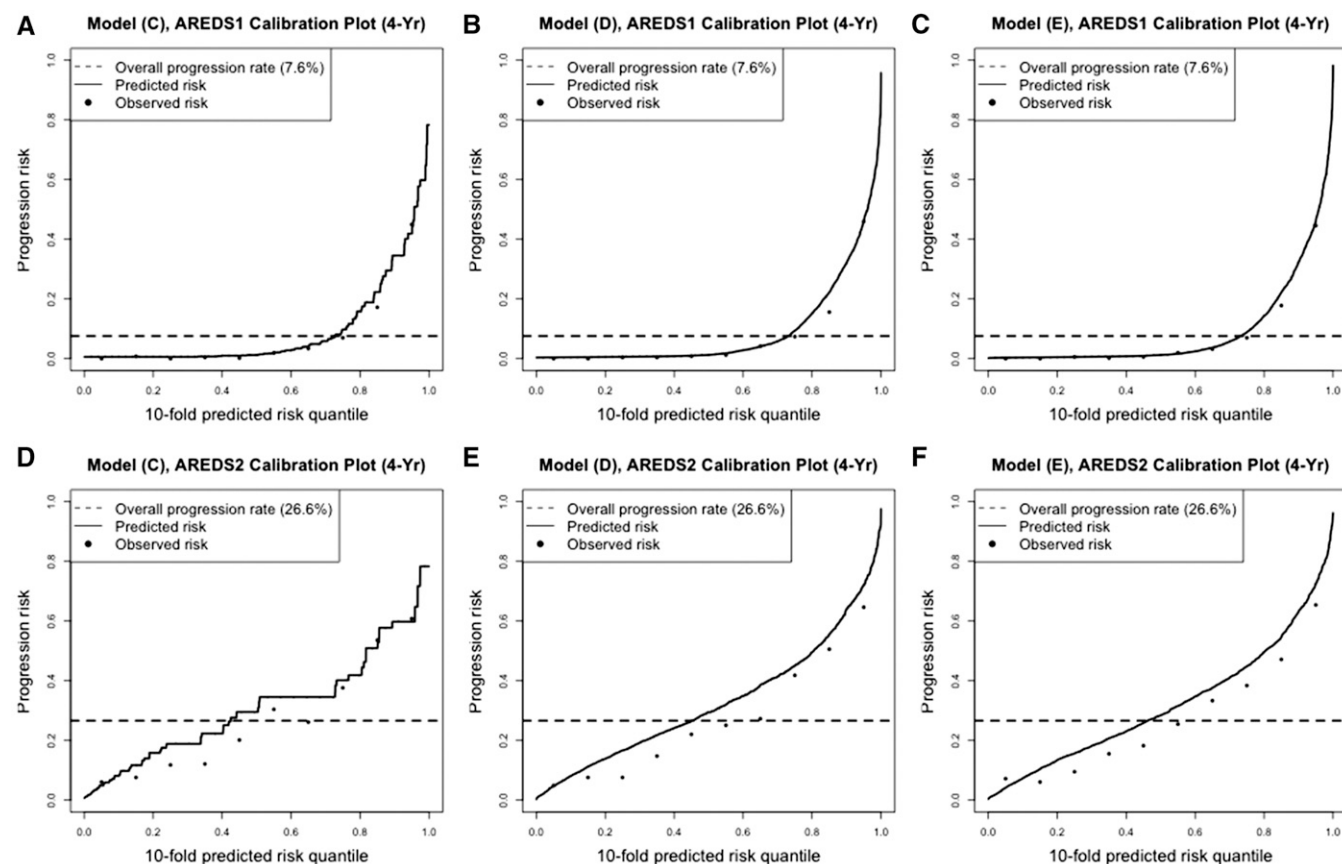 A
Model (C), AREDS1 Calibration Plot (4-Yr)
Overall progression rate (7.6%)
Predicted risk
Observed risk
Progression risk
0.0 0.2 0.4 0.6 0.8 1.0
0.0 0.2 0.4 0.6 0.8 1.0
10-fold predicted risk quantile
B
Model (D), AREDS1 Calibration Plot (4-Yr)
Overall progression rate (7.6%)
Predicted risk
Observed risk
Progression risk
0.0 0.2 0.4 0.6 0.8 1.0
0.0 0.2 0.4 0.6 0.8 1.0
10-fold predicted risk quantile
C
Model (E), AREDS1 Calibration Plot (4-Yr)
Overall progression rate (7.6%)
Predicted risk
Observed risk
Progression risk
0.0 0.2 0.4 0.6 0.8 1.0
0.0 0.2 0.4 0.6 0.8 1.0
10-fold predicted risk quantile
D
Model (C), AREDS2 Calibration Plot (4-Yr)
Overall progression rate (26.6%)
Predicted risk
Observed risk
Progression risk
0.0 0.2 0.4 0.6 0.8 1.0
0.0 0.2 0.4 0.6 0.8 1.0
10-fold predicted risk quantile
E
Model (D), AREDS2 Calibration Plot (4-Yr)
Overall progression rate (26.6%)
Predicted risk
Observed risk
Progression risk
0.0 0.2 0.4 0.6 0.8 1.0
0.0 0.2 0.4 0.6 0.8 1.0
10-fold predicted risk quantile
F
Model (E), AREDS2 Calibration Plot (4-Yr)
Overall progression rate (26.6%)
Predicted risk
Observed risk
Progression risk
0.0 0.2 0.4 0.6 0.8 1.0
0.0 0.2 0.4 0.6 0.8 1.0
10-fold predicted risk quantile